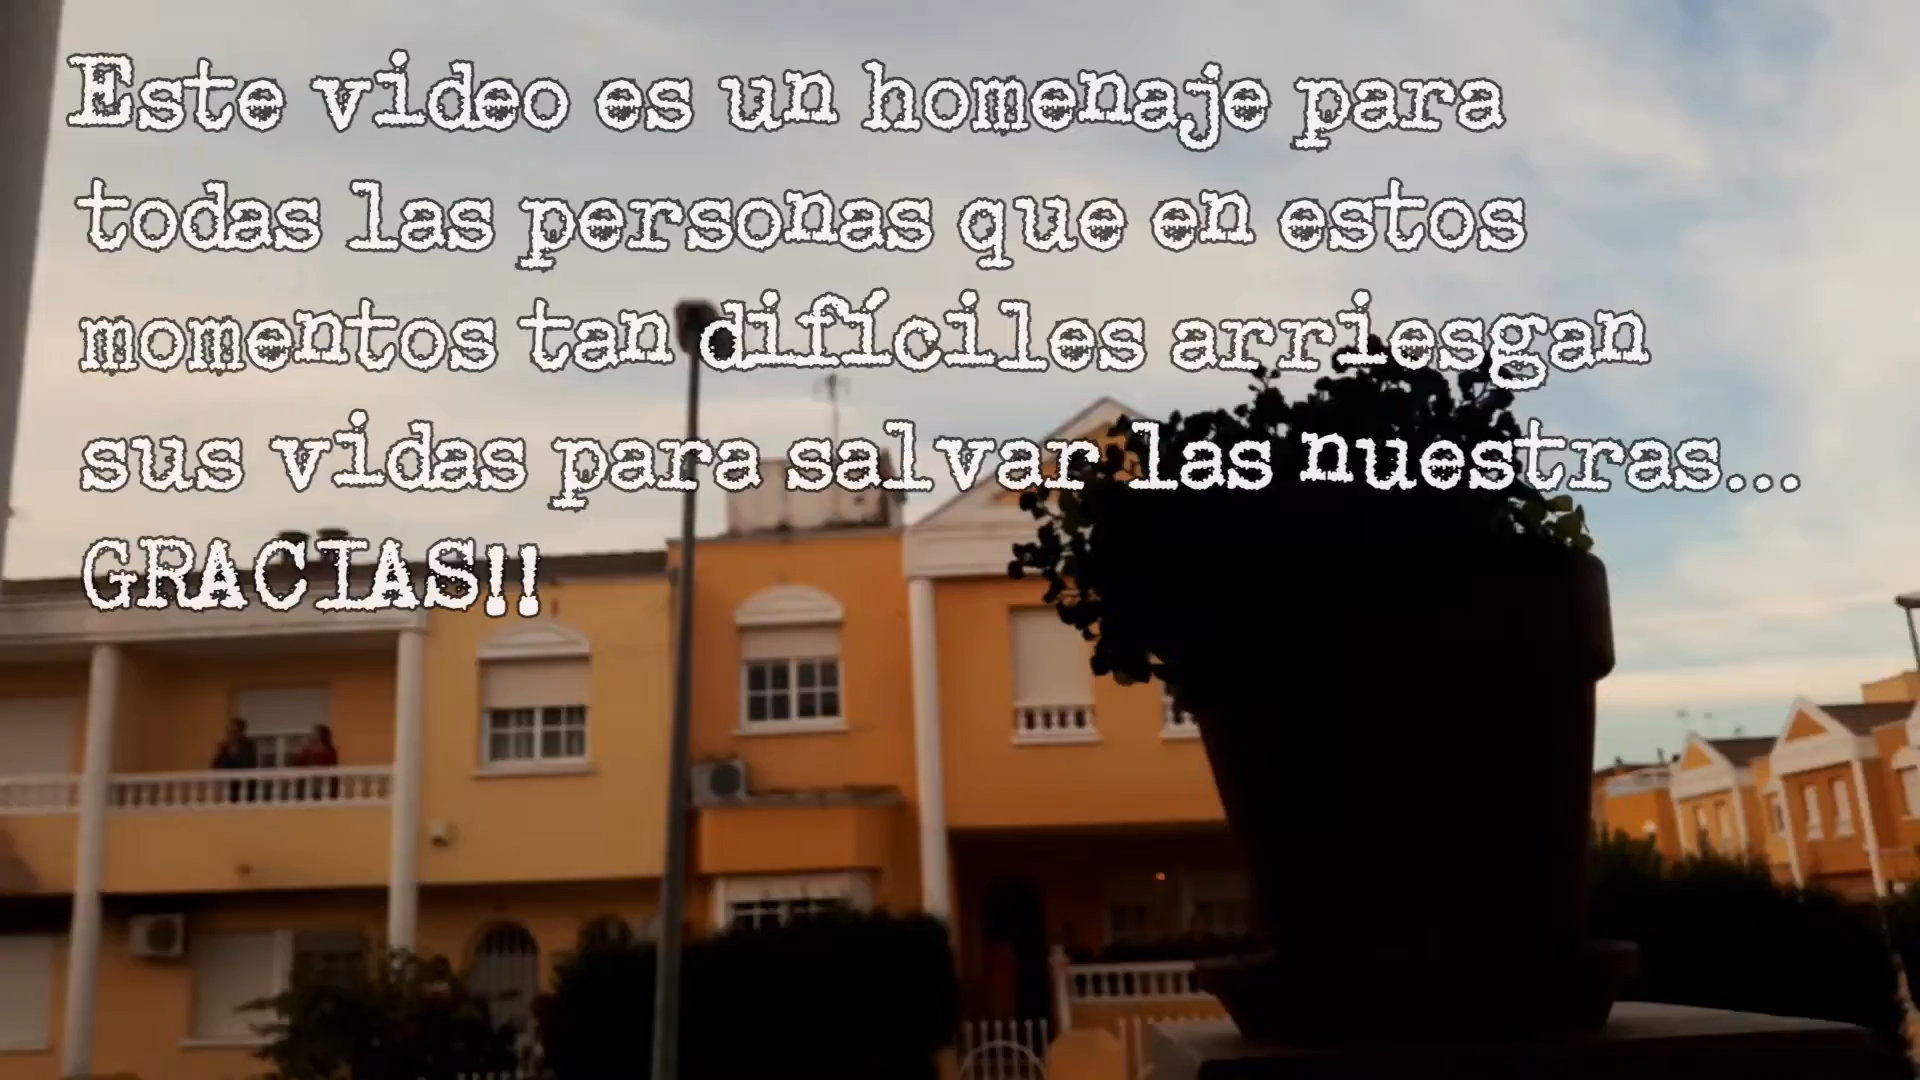 Este video es un homenaje para
todas las personas que en estos
momentos tan difíciles arriesgan
sus vidas para salvar las nuestras...
GRACIAS!!